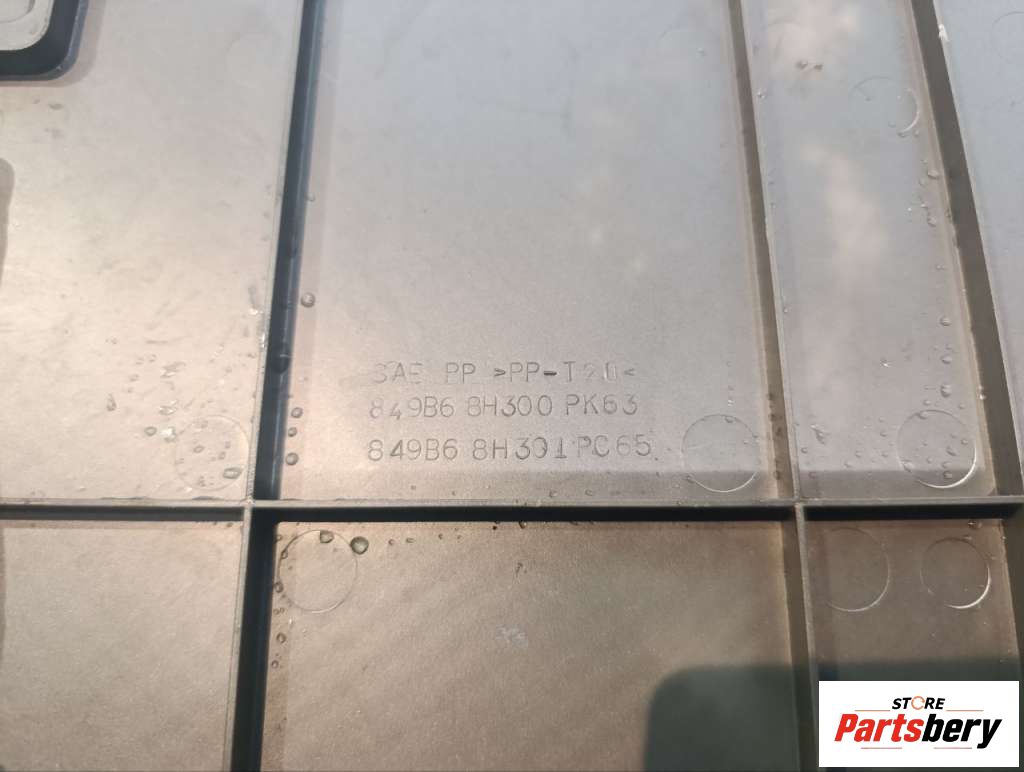 SAE PP >PP-T20<
849B6 8H300 PK63
849B6 8H301 PC65
STORE
Partsbery